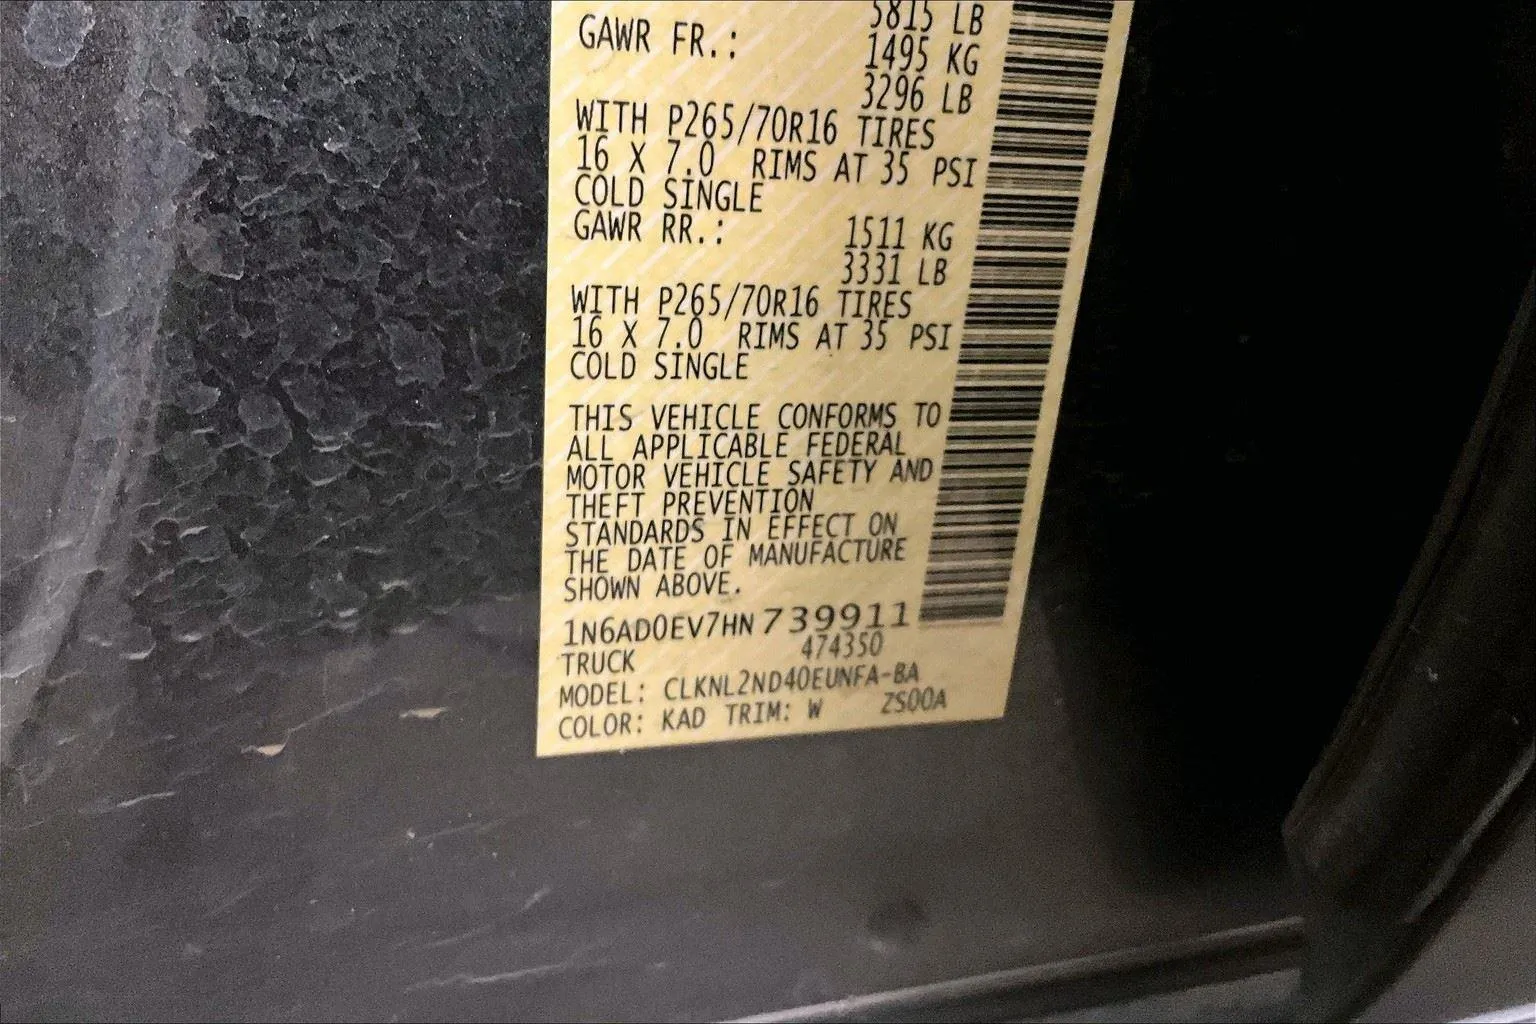 5815 LB
GAWR FR.: 1495 KG
3296 LB
WITH P265/70R16 TIRES
16 X 7.0 RIMS AT 35 PSI
COLD SINGLE
GAWR RR.: 1511 KG
3331 LB
WITH P265/70R16 TIRES
16 X 7.0 RIMS AT 35 PSI
COLD SINGLE
THIS VEHICLE CONFORMS TO
ALL APPLICABLE FEDERAL
MOTOR VEHICLE SAFETY AND
THEFT PREVENTION
STANDARDS IN EFFECT ON
THE DATE OF MANUFACTURE
SHOWN ABOVE.
1N6AD0EV7HN739911
TRUCK 474350
MODEL: CLKNL2ND40EUNFA-BA
COLOR: KAD TRIM: W ZS00A